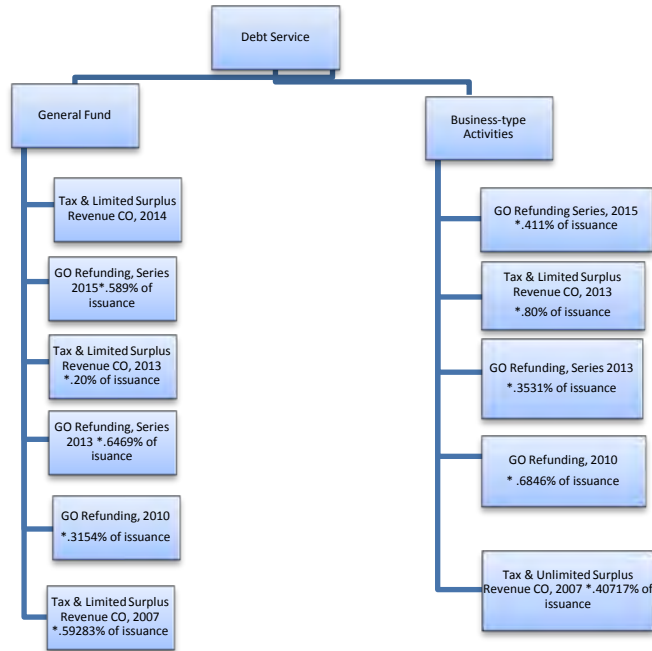 Debt Service
General Fund
Tax & Limited Surplus
Revenue CO, 2014
GO Refunding, Series
2015*.589% of
issuance
Tax & Limited Surplus
Revenue CO, 2013
*.20% of issuance
GO Refunding, Series
2013 *.6469% of
iuance
GO Refunding, 2010
*.3154% of issuance
Tax & Limited Surplus
Revenue CO, 2007
*.59283% of issuance
Business-type
Activities
GO Refunding Series, 2015
*.411% of issuance
Tax & Limited Surplus
Revenue CO, 2013
*.80% of issuance
GO Refunding, Series 2013
*.3531% of issuance
GO Refunding, 2010
* .6846% of issuance
Tax & Unlimited Surplus
Revenue CO, 2007 *.40717% of
issuance